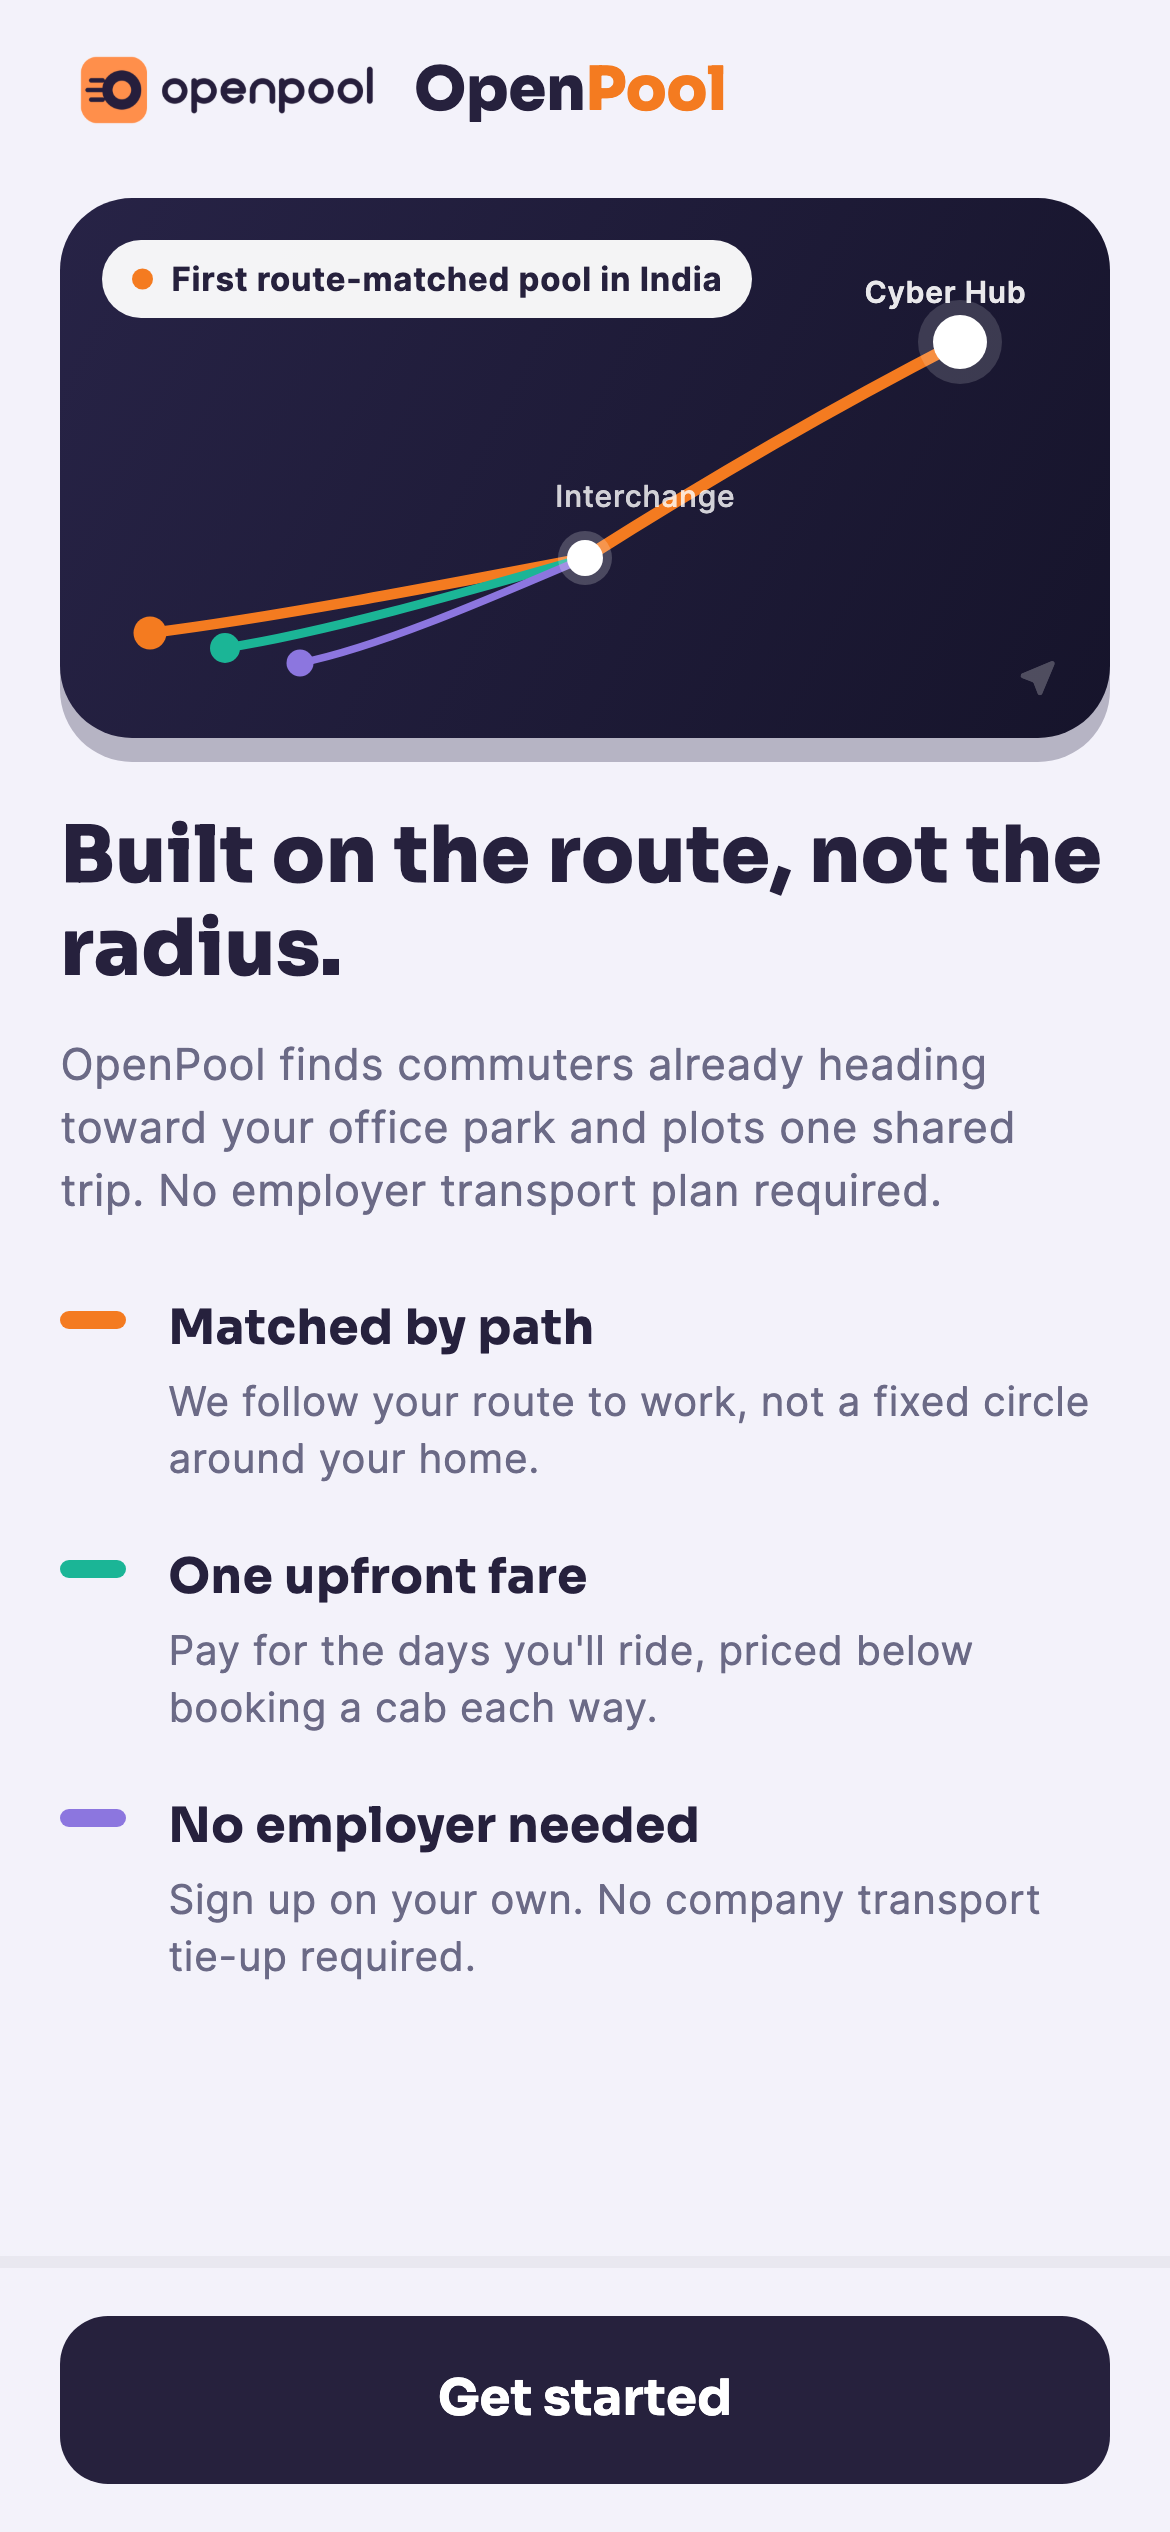 openpool OpenPool
First route-matched pool in India
Cyber Hub
Interchange
Built on the route, not the
radius.
OpenPool finds commuters already heading
toward your office park and plots one shared
trip. No employer transport plan required.
Matched by path
We follow your route to work, not a fixed circle
around your home.
One upfront fare
Pay for the days you'll ride, priced below
booking a cab each way.
No employer needed
Sign up on your own. No company transport
tie-up required.
Get started